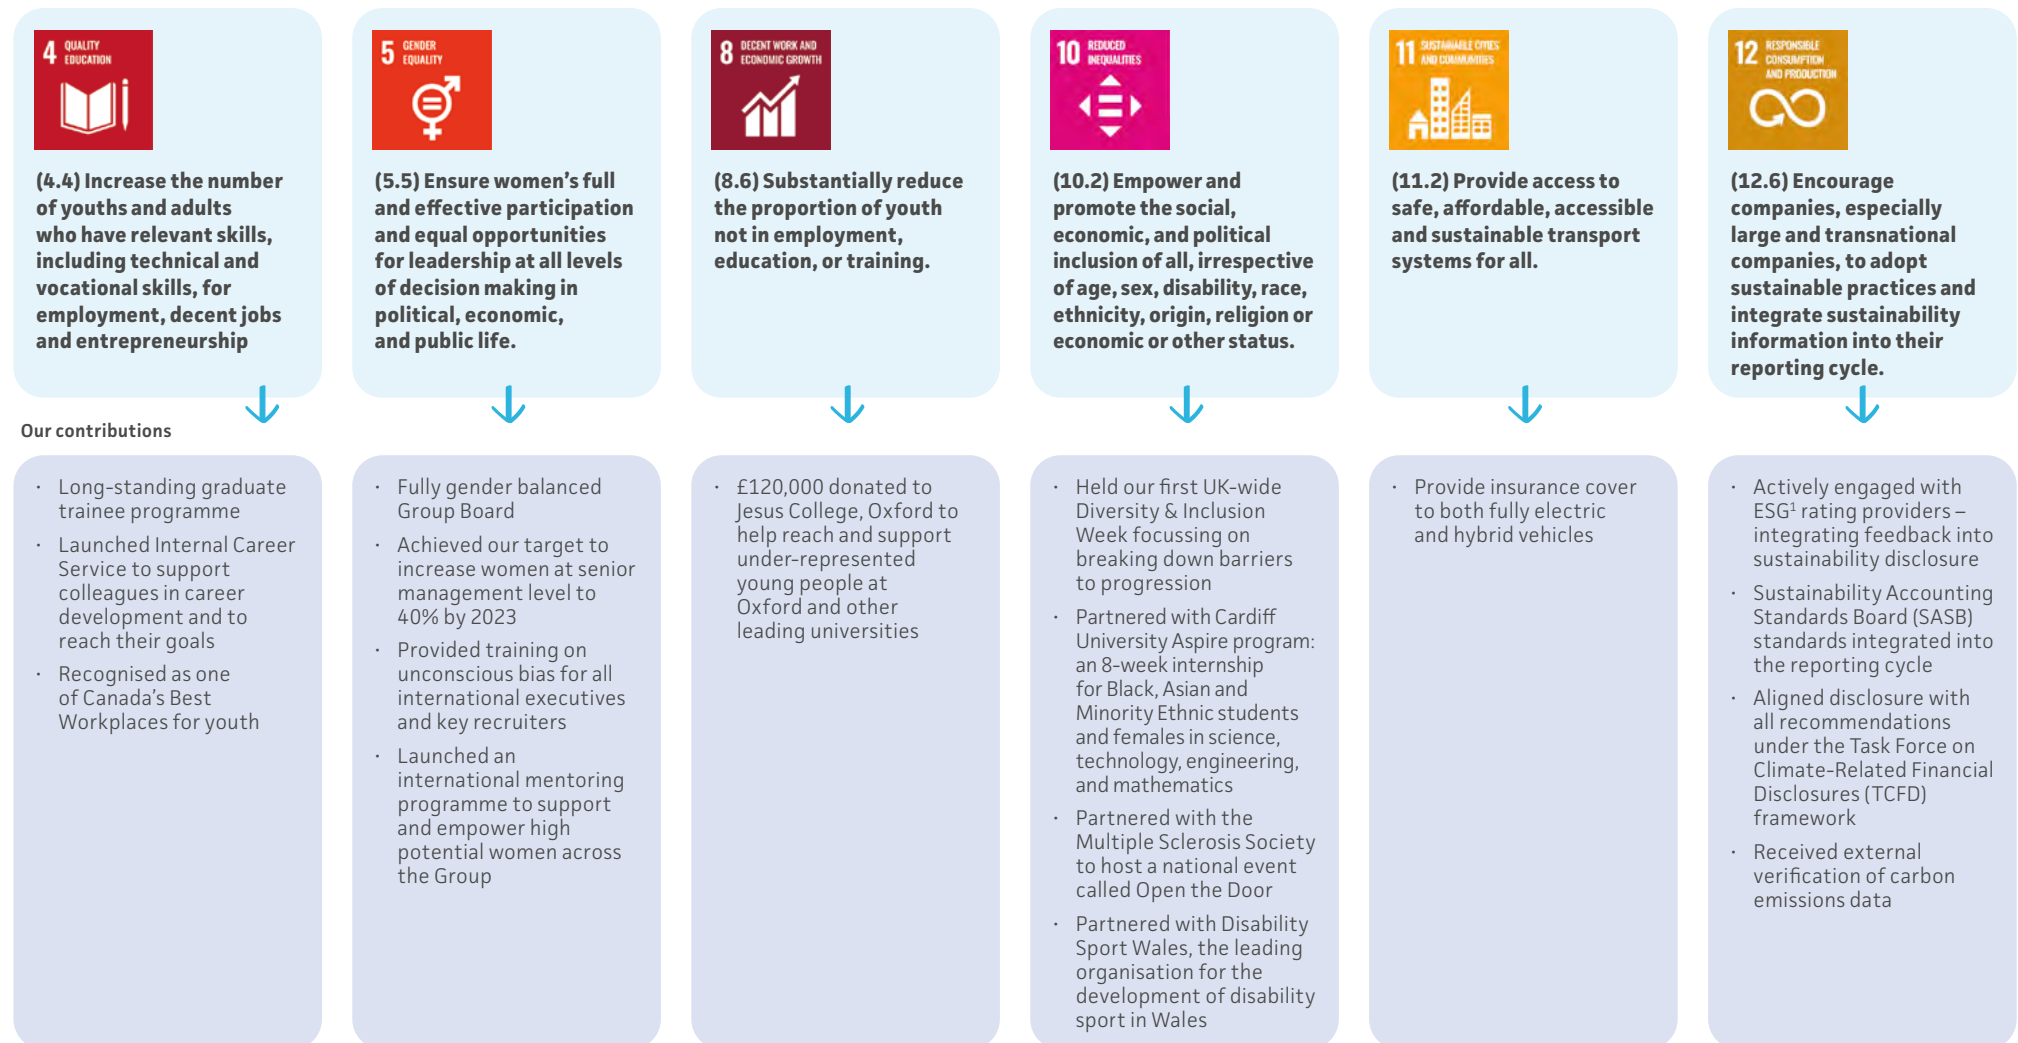 4 QUALITY
EDUCATION
(4.4) Increase the number
of youths and adults
who have relevant skills,
including technical and
vocational skills, for
employment, decent jobs
and entrepreneurship
5 GENDER
EQUALITY
(5.5) Ensure women's full
and effective participation
and equal opportunities
for leadership at all levels
of decision making in
political, economic,
and public life.
8 DECENT WORK AND
ECONOMIC GROWTH
(8.6) Substantially reduce
the proportion of youth
not in employment,
education, or training.
10 REDUCED
INEQUALITIES
(10.2) Empower and
promote the social,
economic, and political
inclusion of all, irrespective
of age, sex, disability, race,
ethnicity, origin, religion or
economic or other status.
11 SUSTAINABLE CITIES
AND COMMUNITIES
(11.2) Provide access to
safe, affordable, accessible
and sustainable transport
systems for all.
12 RESPONSIBLE
CONSUMPTION
AND PRODUCTION
(12.6) Encourage
companies, especially
large and transnational
companies, to adopt
sustainable practices and
integrate sustainability
information into their
reporting cycle.
Our contributions
· Long-standing graduate
trainee programme
· Launched Internal Career
Service to support
colleagues in career
development and to
reach their goals
· Recognised as one
of Canada's Best
Workplaces for youth
· Fully gender balanced
Group Board
· Achieved our target to
increase women at senior
management level to
40% by 2023
· Provided training on
unconscious bias for all
international executives
and key recruiters
· Launched an
international mentoring
programme to support
and empower high
potential women across
the Group
· £120,000 donated to
Jesus College, Oxford to
help reach and support
under-represented
young people at
Oxford and other
leading universities
· Held our first UK-wide
Diversity & Inclusion
Week focussing on
breaking down barriers
to progression
· Partnered with Cardiff
University Aspire program:
an 8-week internship
for Black, Asian and
Minority Ethnic students
and females in science,
technology, engineering,
and mathematics
· Partnered with the
Multiple Sclerosis Society
to host a national event
called Open the Door
· Partnered with Disability
Sport Wales, the leading
organisation for the
development of disability
sport in Wales
· Provide insurance cover
to both fully electric
and hybrid vehicles
· Actively engaged with
ESG¹ rating providers –
integrating feedback into
sustainability disclosure
· Sustainability Accounting
Standards Board (SASB)
standards integrated into
the reporting cycle
· Aligned disclosure with
all recommendations
under the Task Force on
Climate-Related Financial
Disclosures (TCFD)
framework
· Received external
verification of carbon
emissions data